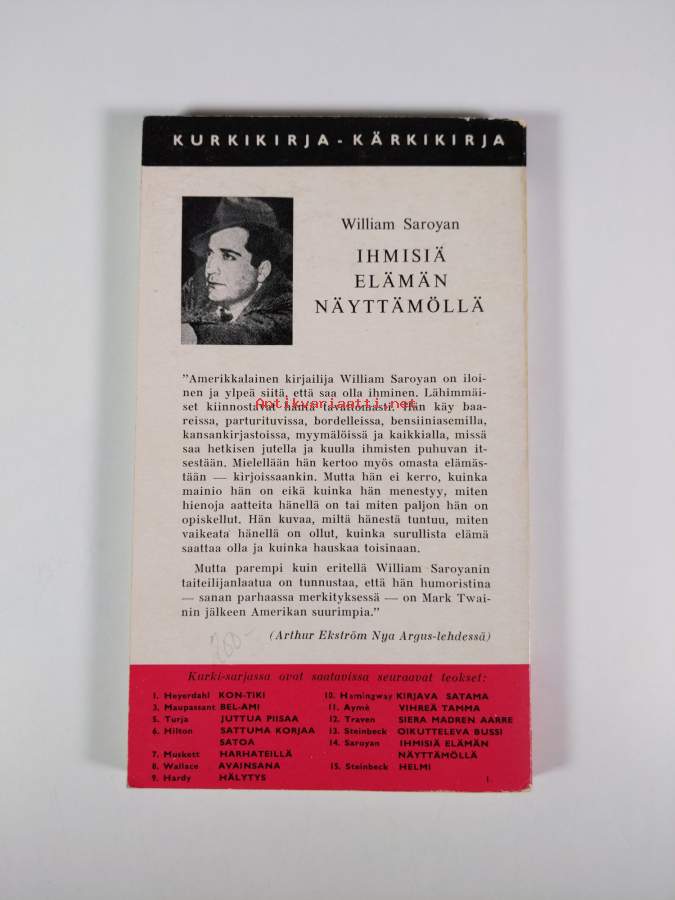 KURKIKIRJA - KÄRKIKIRJA
William Saroyan
IHMISIÄ
ELÄMÄN
NÄYTTÄMÖLLÄ
”Amerikkalainen kirjailija William Saroyan on iloi-
nen ja ylpeä siitä, että saa olla ihminen. Lähimmäi-
set kiinnostavat häntä tavattomasti. Hän käy baa-
Antikvariaatti.net
reissa, parturituvissa, bordelleissa, bensiiniasemilla,
kansankirjastoissa, myymälöissä ja kaikkialla, missä
saa hetkisen jutella ja kuulla ihmisten puhuvan it-
sestään. Mielellään hän kertoo myös omasta elämäs-
tään — kirjoissaankin. Mutta hän ei kerro, kuinka
mainio hän on eikä kuinka hän menestyy, miten
hienoja aatteita hänellä on tai miten paljon hän on
opiskellut. Hän kuvaa, miltä hänestä tuntuu, miten
vaikeata hänellä on ollut, kuinka surullista elämä
saattaa olla ja kuinka hauskaa toisinaan.
Mutta parempi kuin eritellä William Saroyanin
taiteilijanlaatua on tunnustaa, että hän humoristina
— sanan parhaassa merkityksessä — on Mark Twai-
nin jälkeen Amerikan suurimpia.”
(Arthur Ekström Nya Argus-lehdessä)
200-
Kurki-sarjassa ovat saatavissa seuraavat teokset:
1. Heyerdahl KON-TIKI
3. Maupassant BEL-AMI
5. Turja JUTTUA PIISAA
6. Hilton SATTUMA KORJAA
SATOA
7. Muskett HARHATEILLÄ
8. Wallace AVAINSANA
9. Hardy HÄLYTYS
10. Hemingway KIRJAVA SATAMA
11. Aymè VIHREÄ TAMMA
12. Traven SIERA MADREN AARRE
13. Steinbeck OIKUTTELEVA BUSSI
14. Saroyan IHMISIÄ ELÄMÄN
NÄYTTÄMÖLLÄ
15. Steinbeck HELMI
1.